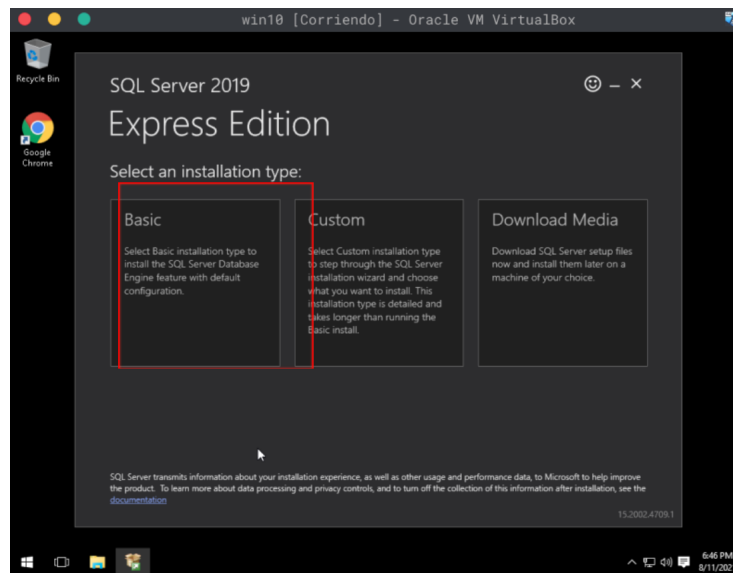 win10 [Corriendo] - Oracle VM VirtualBox
Recycle Bin
Google
Chrome
SQL Server 2019
Express Edition
Select an installation type:
Basic
Select Basic installation type to
install the SQL Server Database
Engine feature with default
configuration.
Custom
Select Custom installation type
to step through the SQL Server
installation wizard and choose
what you want to install. This
installation type is detailed and
takes longer than running the
Basic install.
Download Media
Download SQL Server setup files
now and install them later on a
machine of your choice.
SQL Server transmits information about your installation experience, as well as other usage and performance data, to Microsoft to help improve
the product. To learn more about data processing and privacy controls, and to turn off the collection of this information after installation, see the
documentation
15.2002.4709.1
6:46 PM
8/11/202